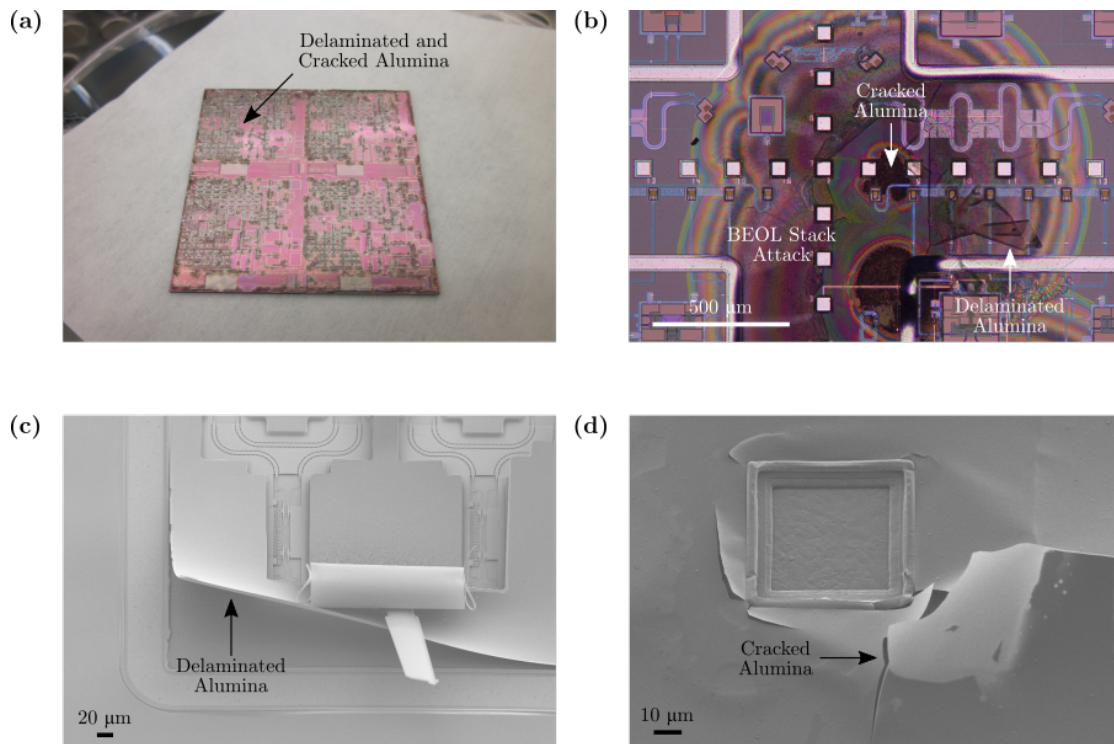 (a)
Delaminated and
Cracked Alumina
(b)
Cracked
Alumina
BEOL Stack
Attack
500 µm
Delaminated
Alumina
(c)
Delaminated
Alumina
20 µm
(d)
Cracked
Alumina
10 µm